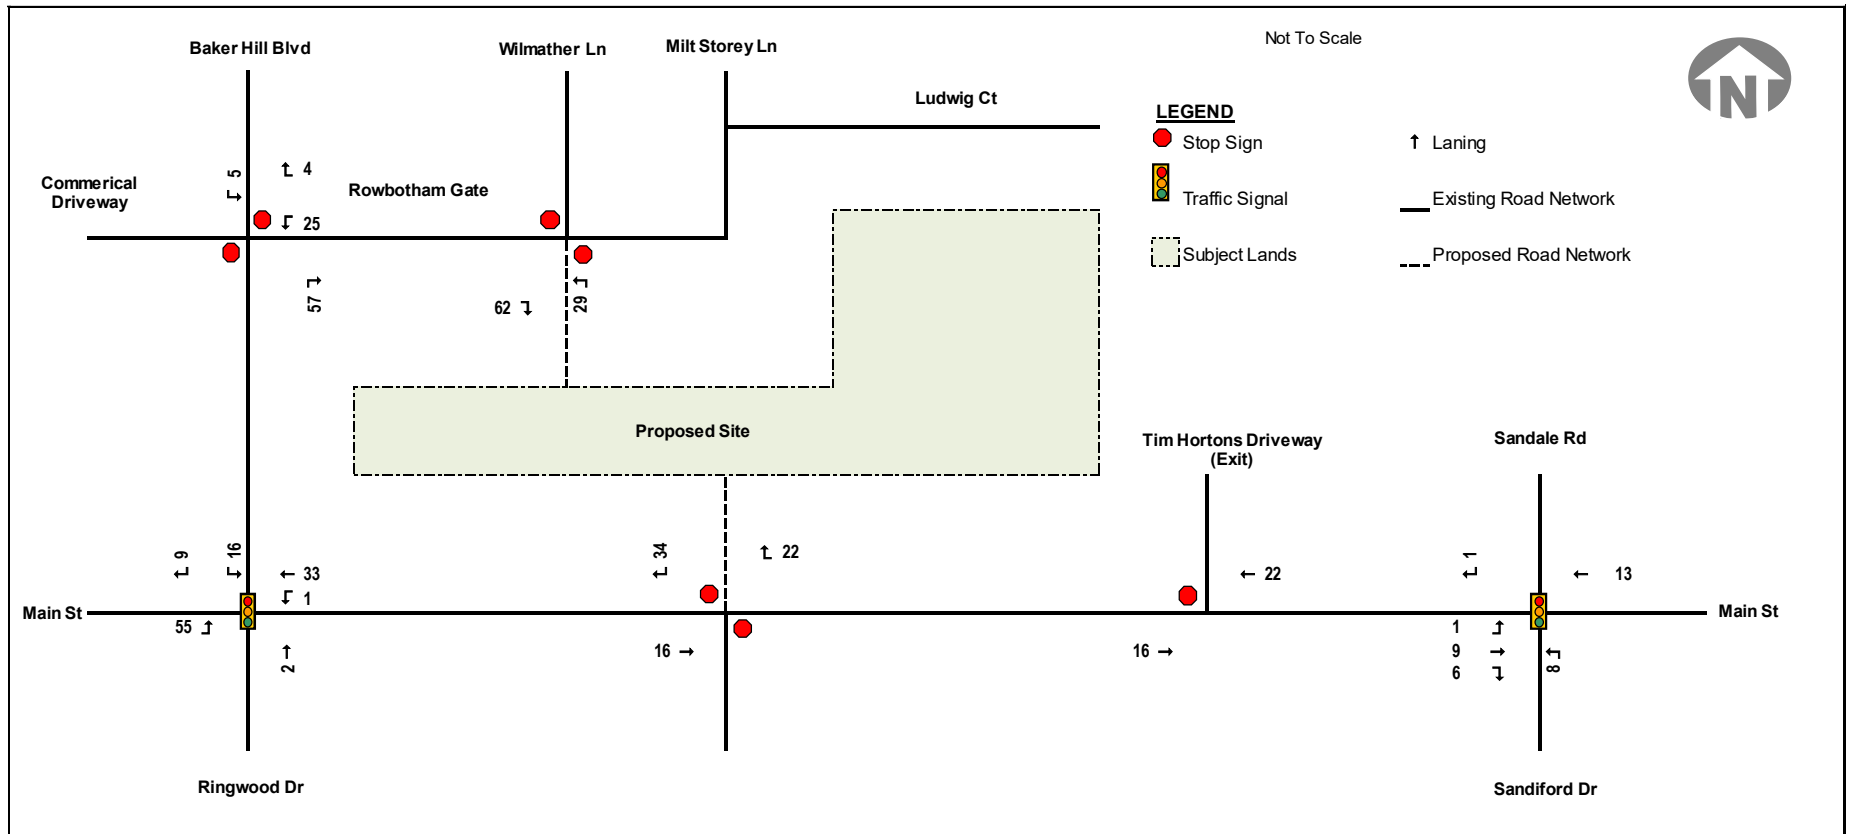 Not To Scale
Baker Hill Blvd
Wilmather Ln
Milt Storey Ln
Ludwig Ct
N
LEGEND
Stop Sign
Laning
Traffic Signal
Existing Road Network
Subject Lands
Proposed Road Network
Commerical
Driveway
5
4
Rowbotham Gate
25
57
62
29
Proposed Site
Tim Hortons Driveway
(Exit)
Sandale Rd
9
16
33
1
34
22
22
1
13
Main St
Main St
55
2
16
16
1
9
6
8
Ringwood Dr
Sandiford Dr